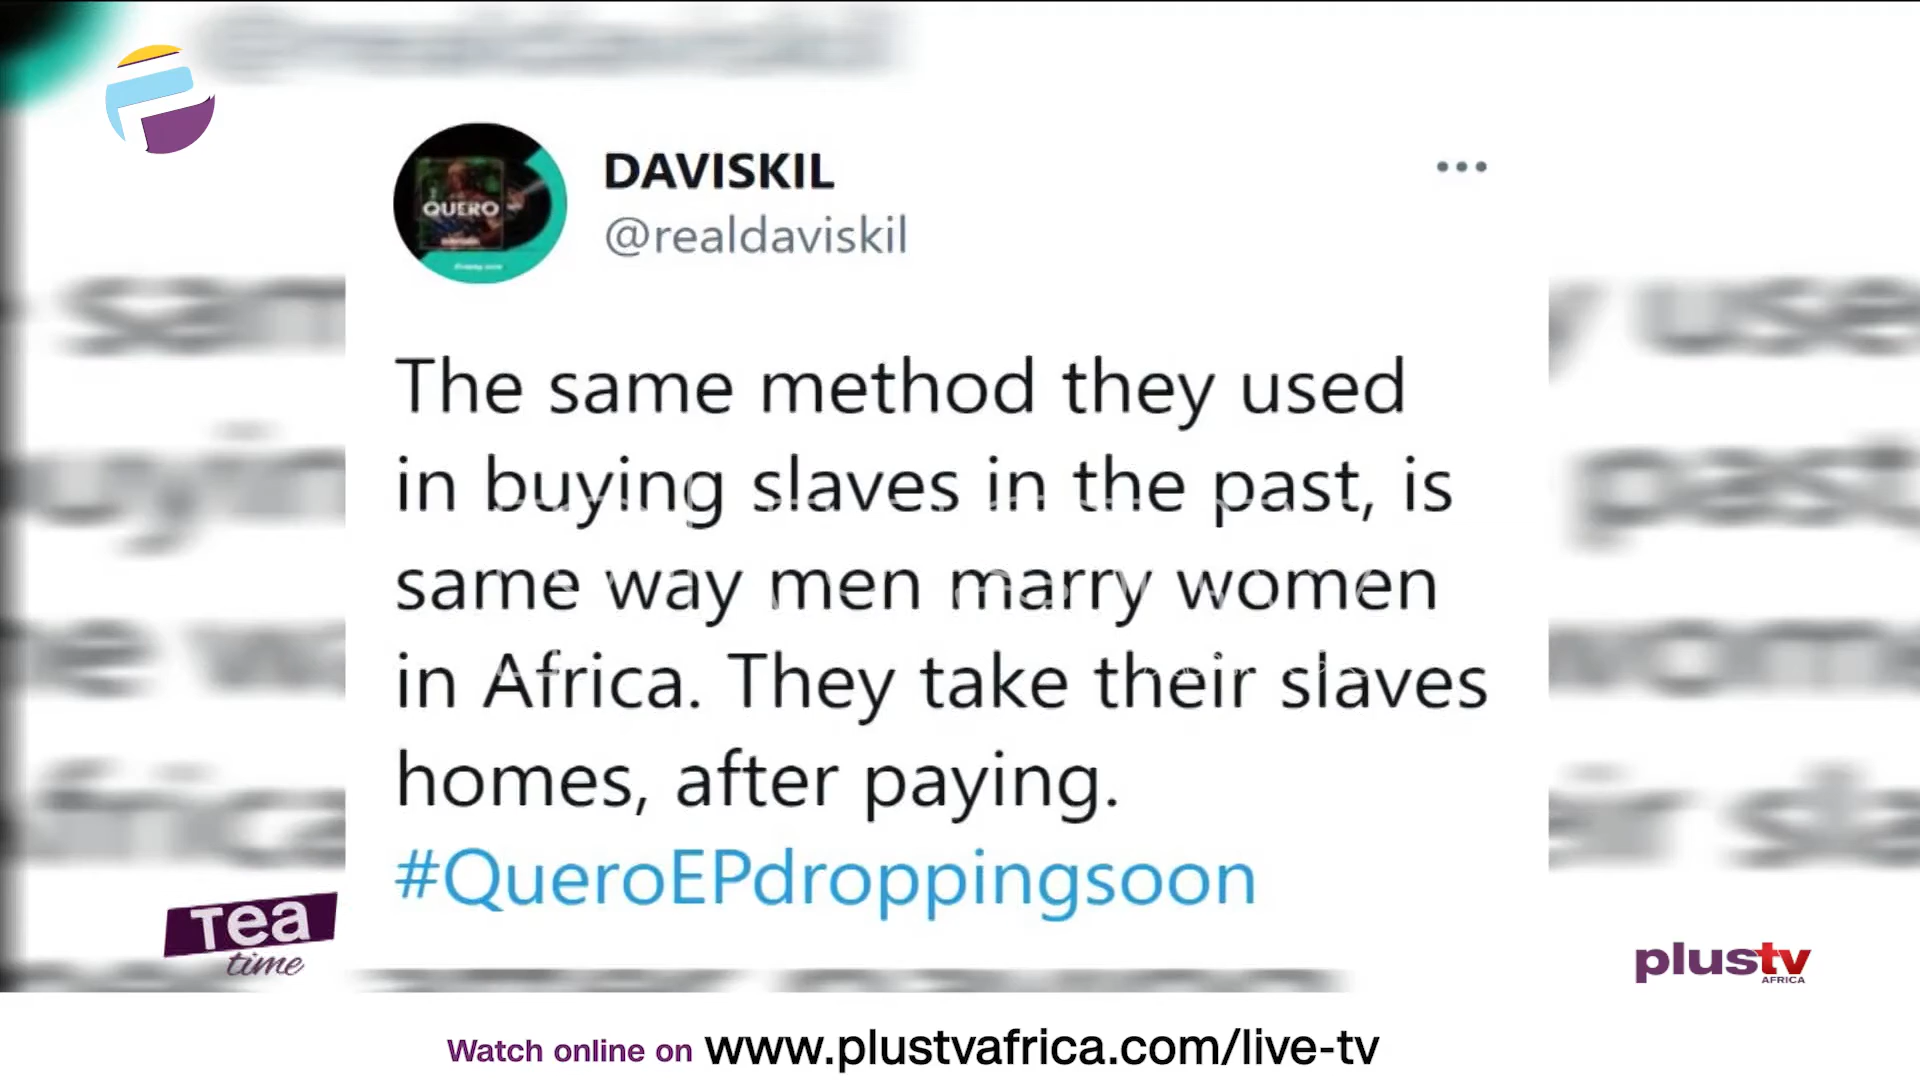 DAVISKIL
@realdaviskil
QUERO
The same method they used
in buying slaves in the past, is
same way men marry women
in Africa. They take their slaves
homes, after paying.
#QueroEPdroppingsoon
Tea
time
plustv
AFRICA
Watch online on www.plustvafrica.com/live-tv